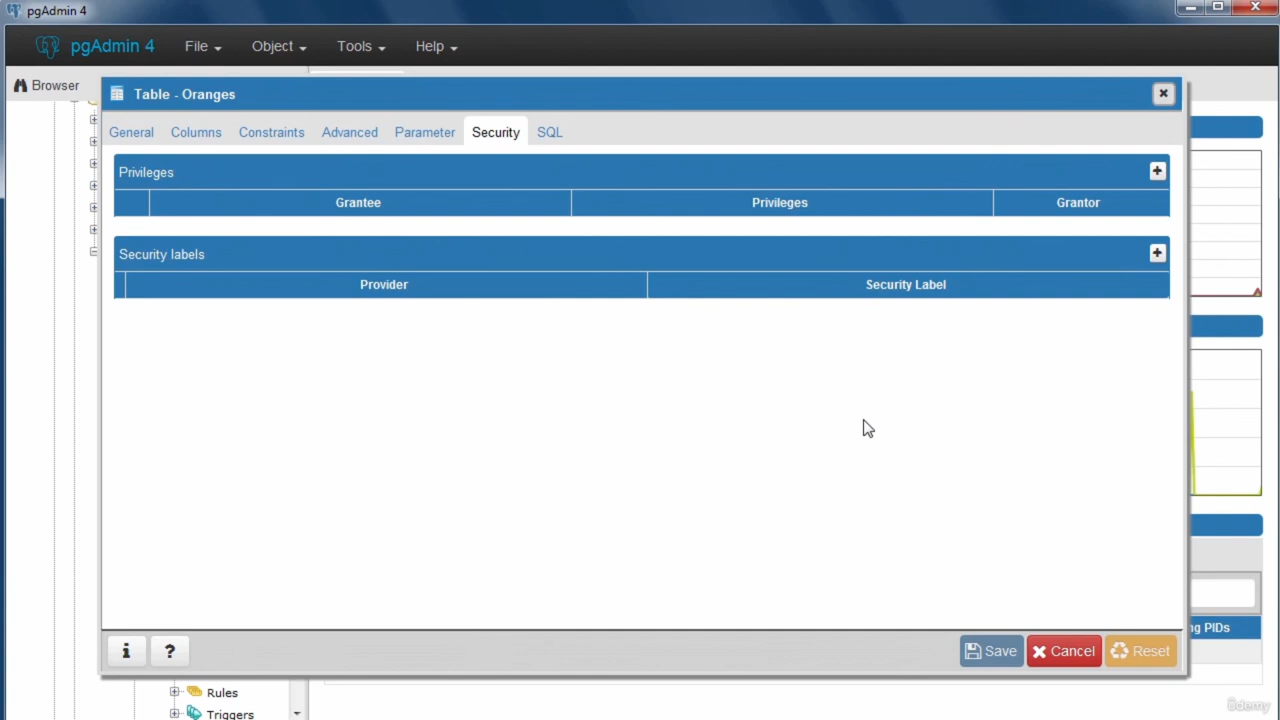 pgAdmin 4
pgAdmin 4 File Object Tools Help
Browser
Table - Oranges
General Columns Constraints Advanced Parameter Security SQL
Privileges
Grantee Privileges Grantor
Security labels
Provider Security Label
ng PIDs
i ? Save Cancel Reset
Rules
Triggers
ûdemy